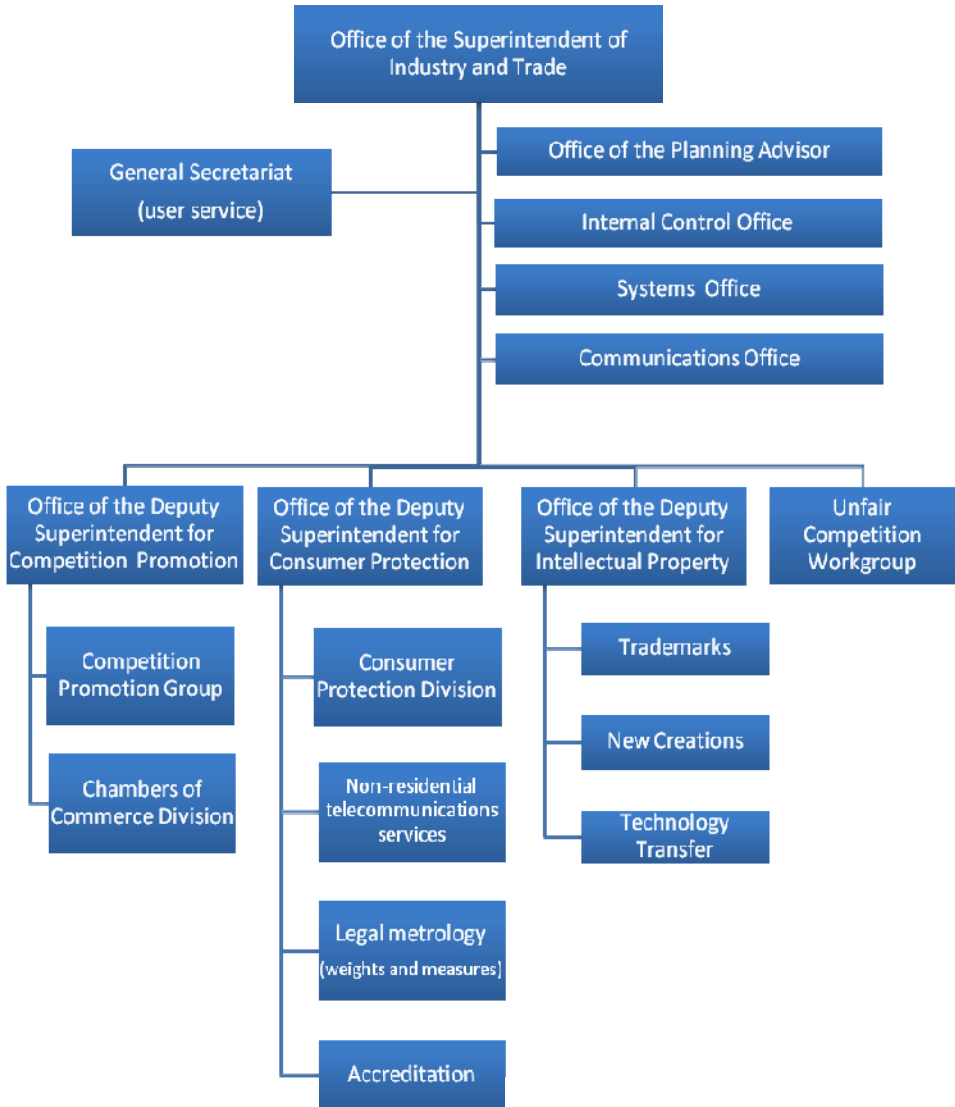 Office of the Superintendent of
Industry and Trade
General Secretariat
(user service)
Office of the Planning Advisor
Internal Control Office
Systems Office
Communications Office
Office of the Deputy
Superintendent for
Competition Promotion
Office of the Deputy
Superintendent for
Consumer Protection
Office of the Deputy
Superintendent for
Intellectual Property
Unfair
Competition
Workgroup
Competition
Promotion Group
Chambers of
Commerce Division
Consumer
Protection Division
Non-residential
telecommunications
services
Legal metrology
(weights and measures)
Accreditation
Trademarks
New Creations
Technology
Transfer